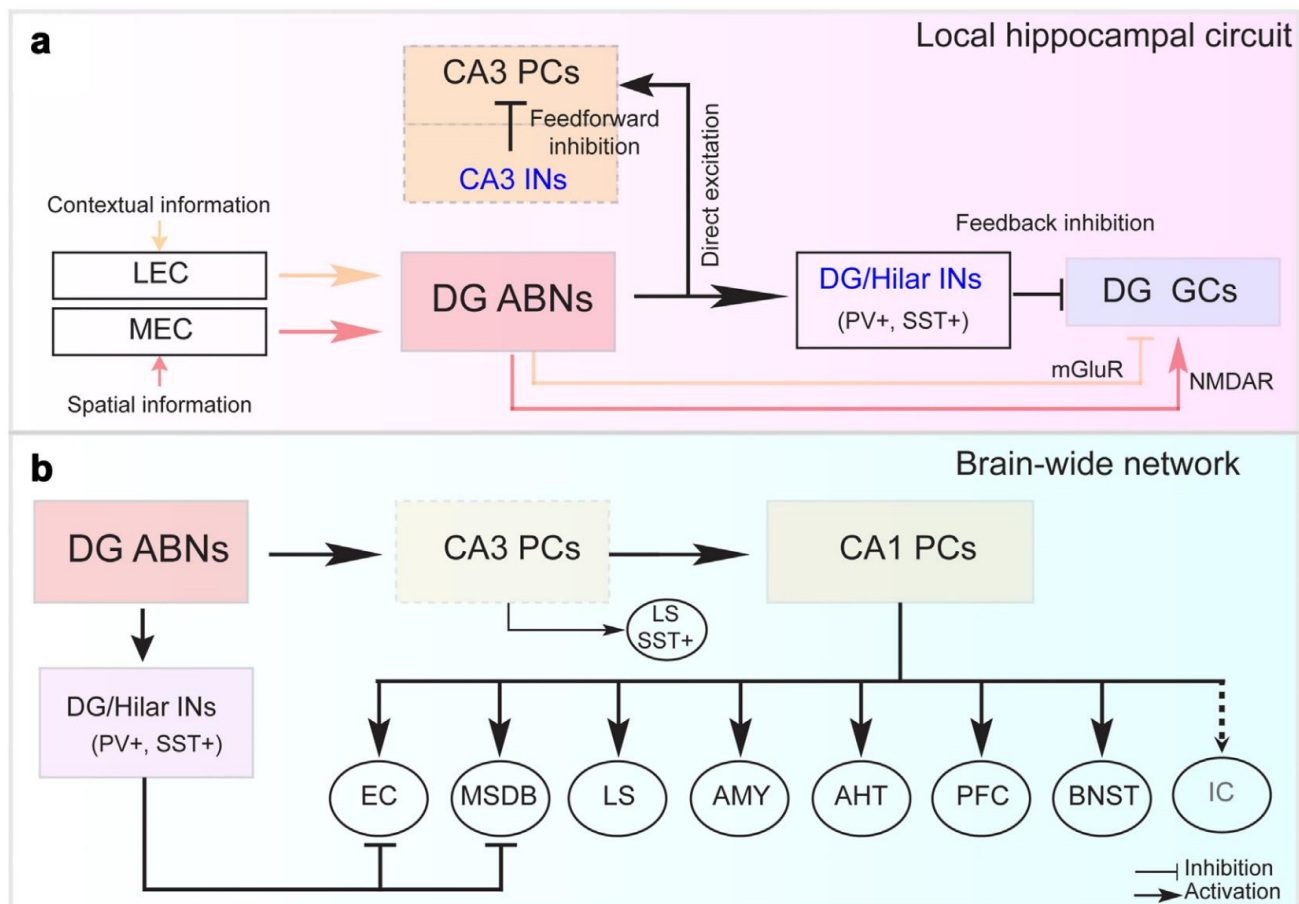 a
Local hippocampal circuit
CA3 PCs
Feedforward
inhibition
CA3 INs
Direct excitation
Contextual information
LEC
MEC
Spatial information
DG ABNs
DG/Hilar INs
(PV+, SST+)
Feedback inhibition
DG GCs
mGluR
NMDAR
b
Brain-wide network
DG ABNs
CA3 PCs
CA1 PCs
LS
SST+
DG/Hilar INs
(PV+, SST+)
EC
MSDB
LS
AMY
AHT
PFC
BNST
IC
Inhibition
Activation